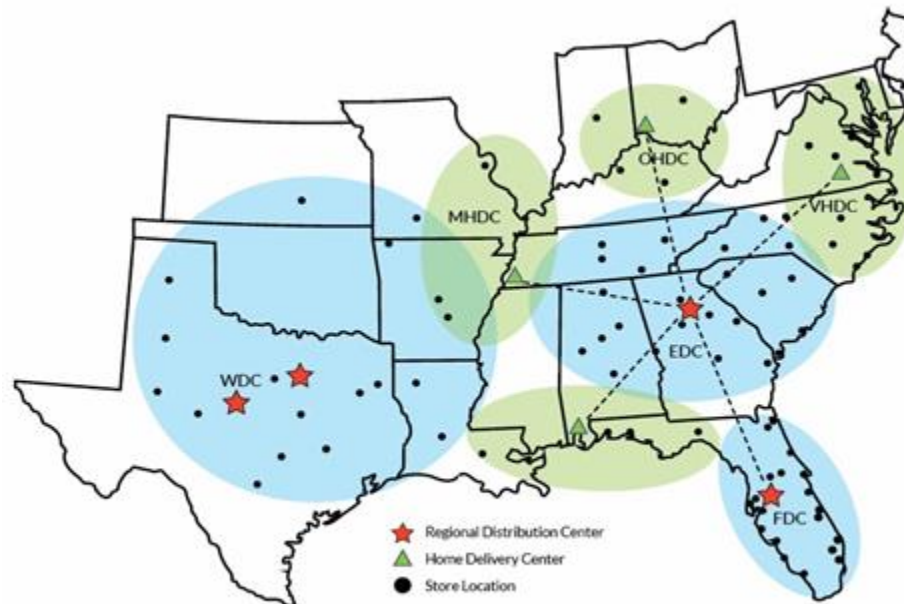 OHDC
MHDC
VHDC
EDC
WDC
FDC
Regional Distribution Center
Home Delivery Center
Store Location